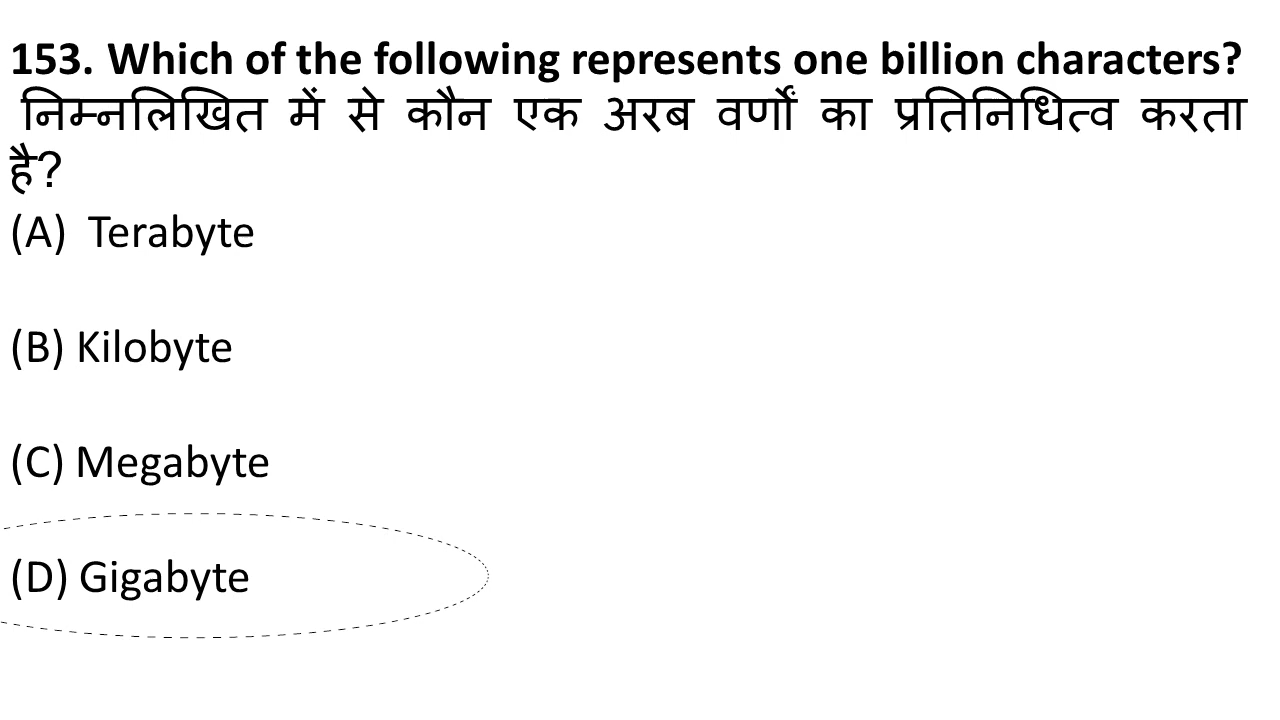 153. Which of the following represents one billion characters?
निम्नलिखित में से कौन एक अरब वर्णों का प्रतिनिधित्व करता
है?
(A) Terabyte
(B) Kilobyte
(C) Megabyte
(D) Gigabyte